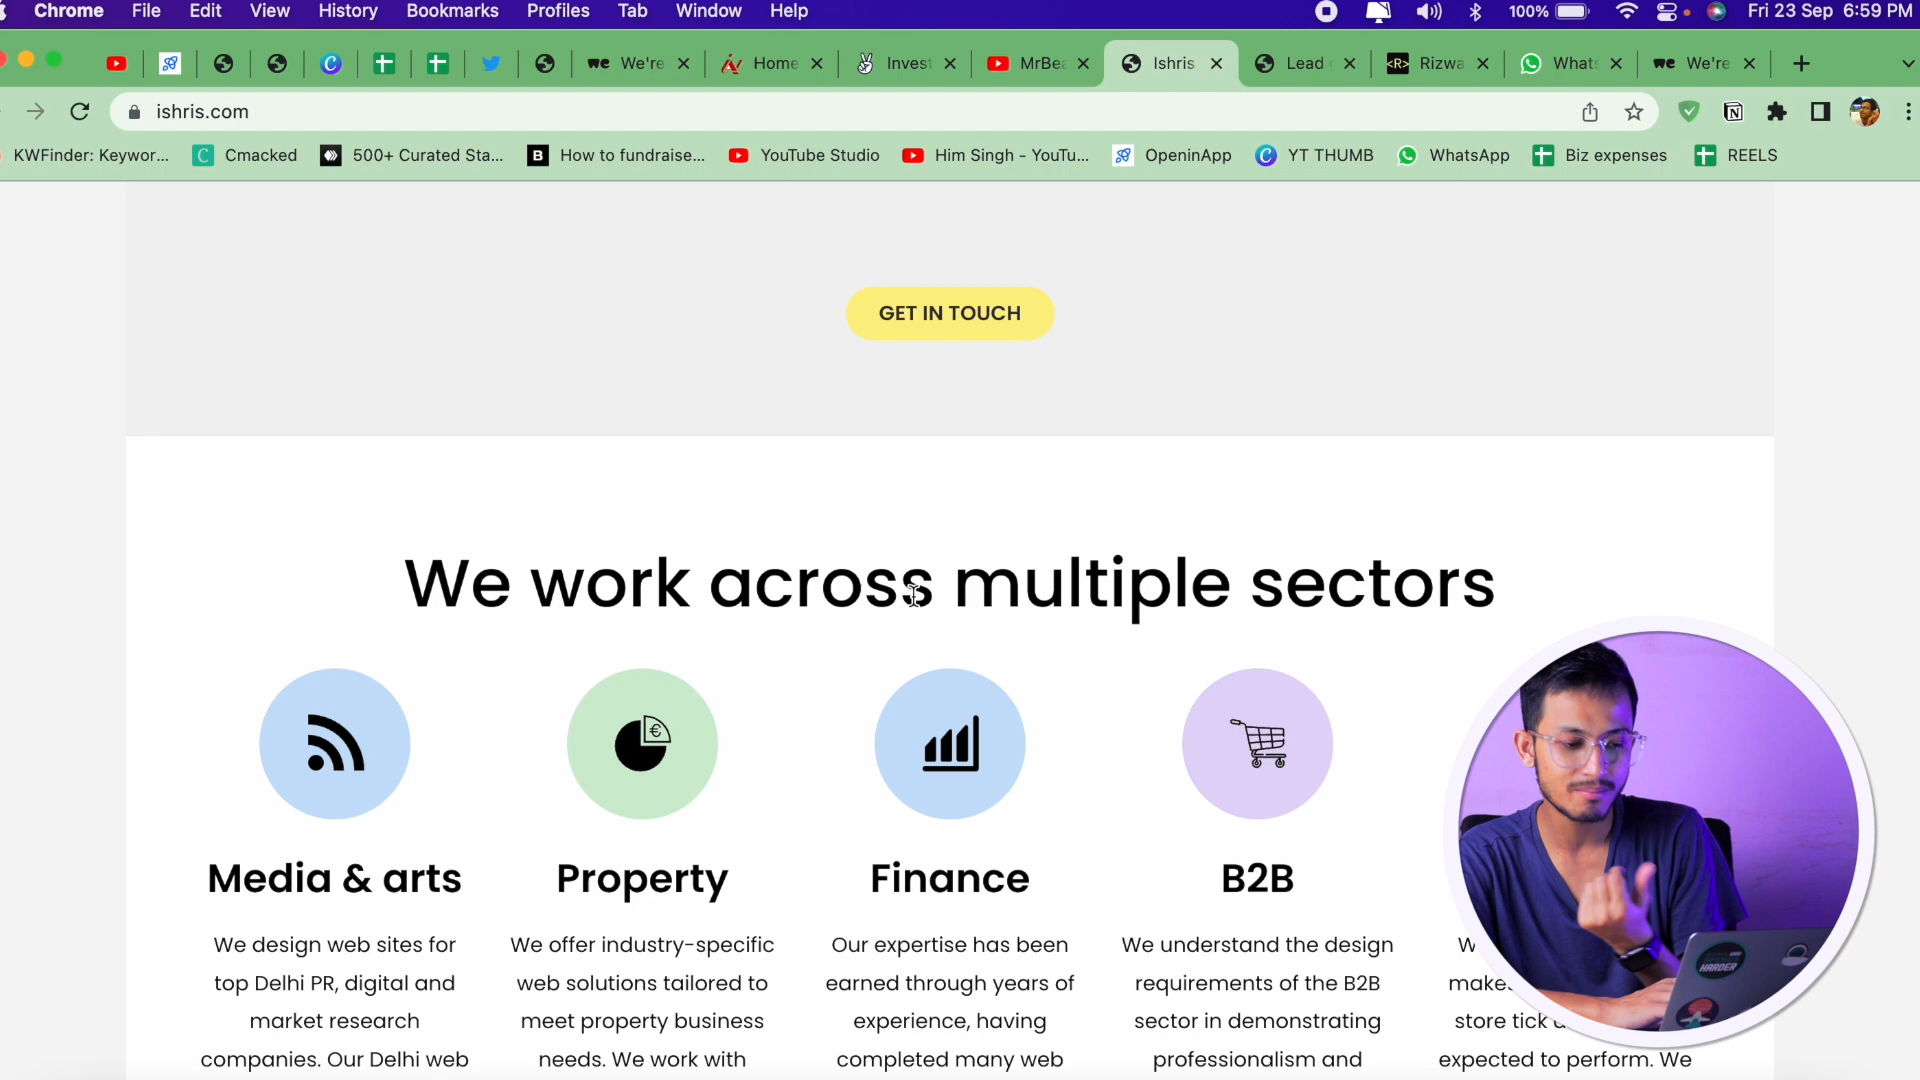 Chrome File Edit View History Bookmarks Profiles Tab Window Help 100% Fri 23 Sep 6:59 PM
We're Home Invest MrBea Ishris Lead Rizwa Whats We're
ishris.com
KWFinder: Keywor... Cmacked 500+ Curated Sta... How to fundraise... YouTube Studio Him Singh - YouTu... OpeninApp YT THUMB WhatsApp Biz expenses REELS
GET IN TOUCH
We work across multiple sectors
Media & arts Property Finance B2B
We design web sites for We offer industry-specific Our expertise has been We understand the design
top Delhi PR, digital and web solutions tailored to earned through years of requirements of the B2B makes
market research meet property business experience, having sector in demonstrating store tick
companies. Our Delhi web needs. We work with completed many web professionalism and expected to perform. We
HARDER